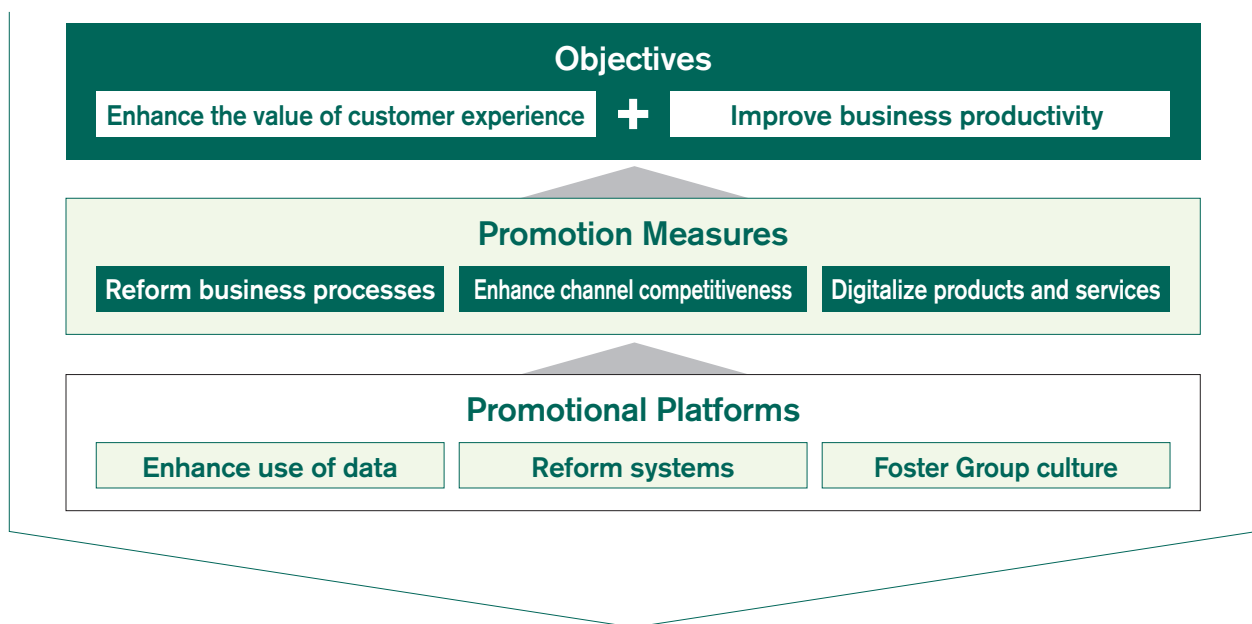 Objectives
Enhance the value of customer experience + Improve business productivity
Promotion Measures
Reform business processes Enhance channel competitiveness Digitalize products and services
Promotional Platforms
Enhance use of data Reform systems Foster Group culture